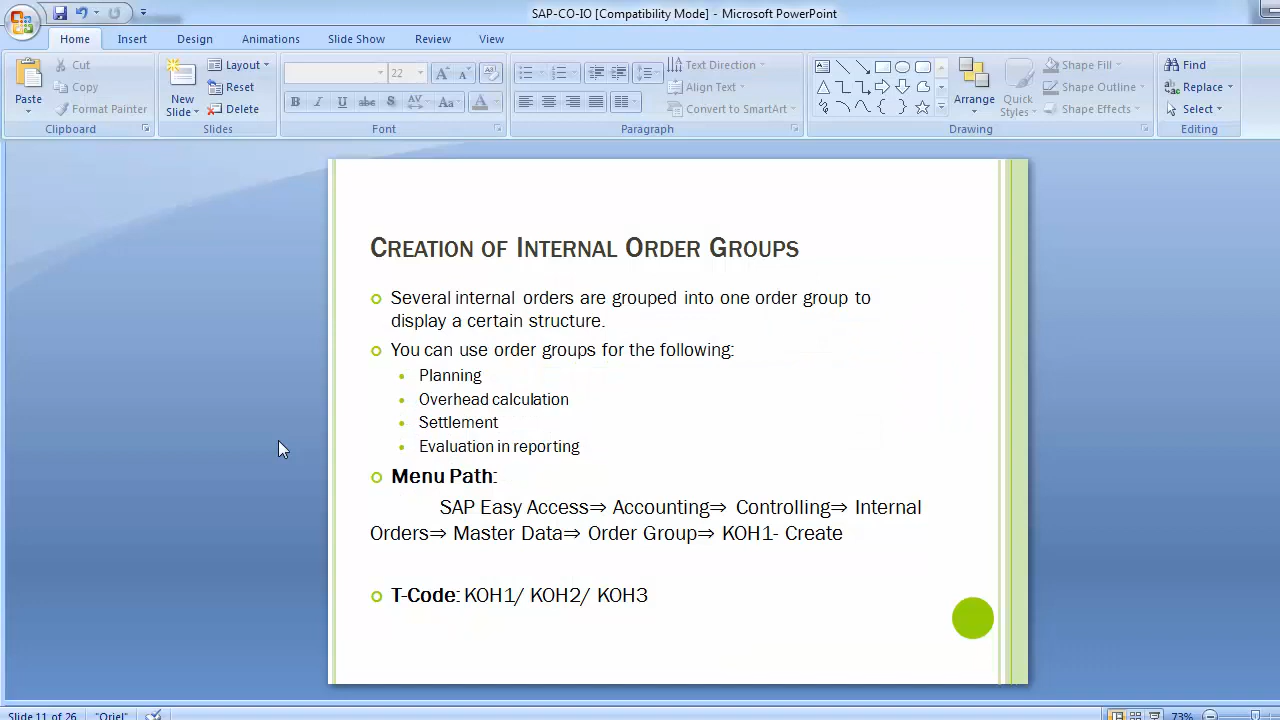 SAP-CO-IO [Compatibility Mode] - Microsoft PowerPoint
Home Insert Design Animations Slide Show Review View
Paste
Cut
Copy
Format Painter
Clipboard
New
Slide
Layout
Reset
Delete
Slides
22
B I U abc S AV Aa A
Font
Text Direction
Align Text
Convert to SmartArt
Paragraph
Arrange
Quick
Styles
Shape Fill
Shape Outline
Shape Effects
Drawing
Find
Replace
Select
Editing
CREATION OF INTERNAL ORDER GROUPS
Several internal orders are grouped into one order group to
display a certain structure.
You can use order groups for the following:
• Planning
• Overhead calculation
• Settlement
• Evaluation in reporting
Menu Path:
SAP Easy Access⇒ Accounting⇒ Controlling⇒ Internal
Orders⇒ Master Data⇒ Order Group⇒ KOH1- Create
T-Code: KOH1/ KOH2/ KOH3
Slide 11 of 26 "Oriel" 73%